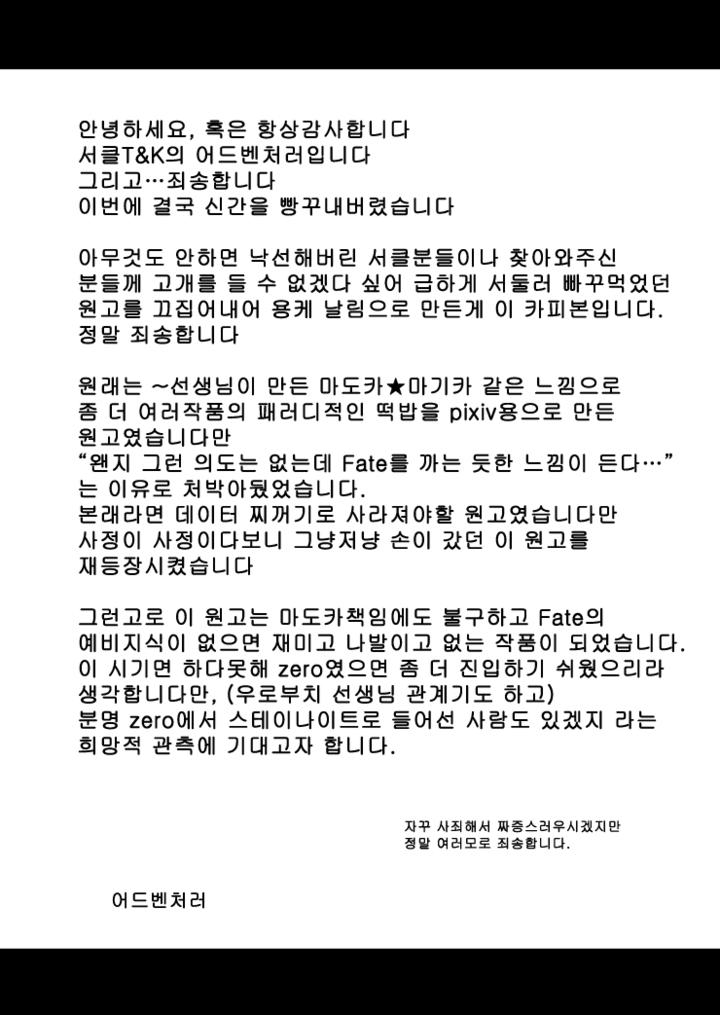 안녕하세요, 혹은 항상감사합니다
서클T&K의 어드벤처러입니다
그리고…죄송합니다
이번에 결국 신간을 빵꾸내버렸습니다
아무것도 안하면 낙선해버린 서클분들이나 찾아와주신
분들께 고개를 들 수 없겠다 싶어 급하게 서둘러 빠꾸먹었던
원고를 끄집어내어 용케 날림으로 만든게 이 카피본입니다.
정말 죄송합니다
원래는 ~선생님이 만든 마도카★마기카 같은 느낌으로
좀 더 여러작품의 패러디적인 떡밥을 pixiv용으로 만든
원고였습니다만
“왠지 그런 의도는 없는데 Fate를 까는 듯한 느낌이 든다…”
는 이유로 처박아뒀었습니다.
본래라면 데이터 찌꺼기로 사라져야할 원고였습니다만
사정이 사정이다보니 그냥저냥 손이 갔던 이 원고를
재등장시켰습니다
그런고로 이 원고는 마도카책임에도 불구하고 Fate의
예비지식이 없으면 재미고 나발이고 없는 작품이 되었습니다.
이 시기면 하다못해 zero였으면 좀 더 진입하기 쉬웠으리라
생각합니다만, (우로부치 선생님 관계기도 하고)
분명 zero에서 스테이나이트로 들어선 사람도 있겠지 라는
희망적 관측에 기대고자 합니다.
자꾸 사죄해서 짜증스러우시겠지만
정말 여러모로 죄송합니다.
어드벤처러